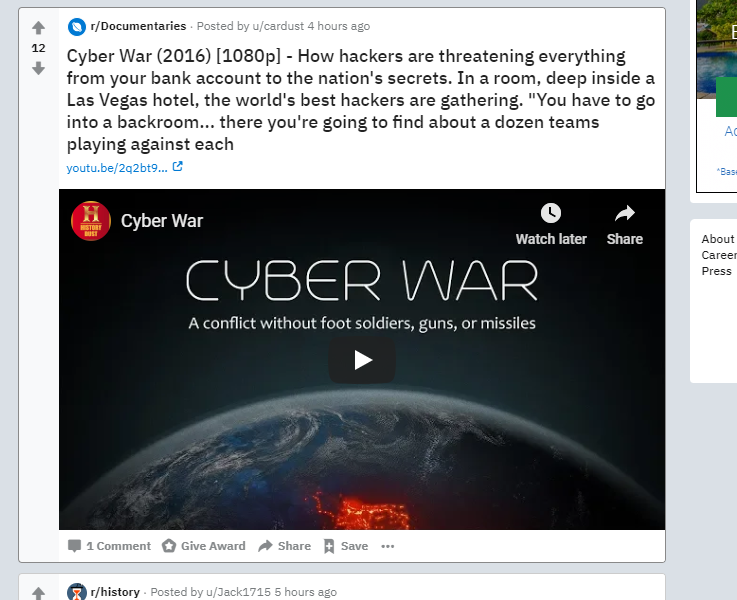 r/Documentaries · Posted by u/cardust 4 hours ago
12
Cyber War (2016) [1080p] - How hackers are threatening everything
from your bank account to the nation's secrets. In a room, deep inside a
Las Vegas hotel, the world's best hackers are gathering. "You have to go
into a backroom... there you're going to find about a dozen teams
playing against each
youtu.be/2q2bt9...
H
HISTORY
Cyber War
Watch later
Share
CYBER WAR
A conflict without foot soldiers, guns, or missiles
1 Comment Give Award Share Save ...
r/history · Posted by u/Jack1715 5 hours ago
*Base
About
Career
Press